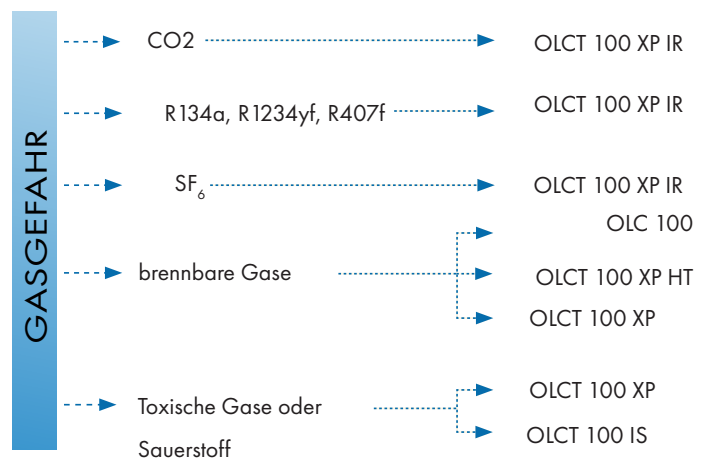 GASGEFAHR
CO2
OLCT 100 XP IR
R134a, R1234yf, R407f
OLCT 100 XP IR
SF₆
OLCT 100 XP IR
brennbare Gase
OLC 100
OLCT 100 XP HT
OLCT 100 XP
Toxische Gase oder
Sauerstoff
OLCT 100 XP
OLCT 100 IS